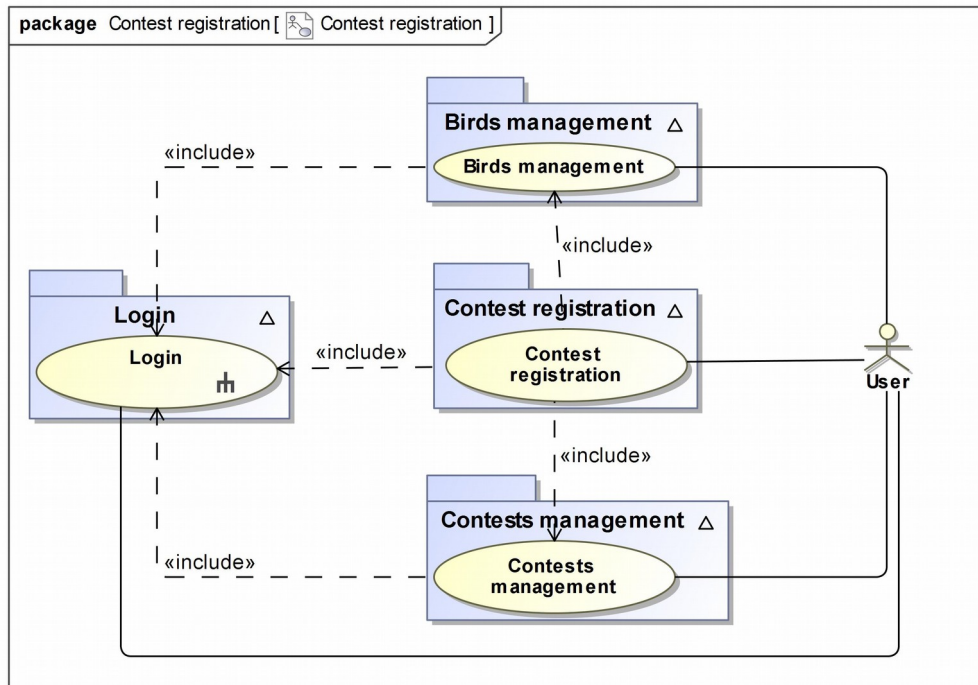 package Contest registration [ Contest registration ]
Birds management
«include»
Birds management
«include»
Contest registration
Login
Login
«include»
Contest
registration
User
«include»
Contests management
«include»
Contests
management